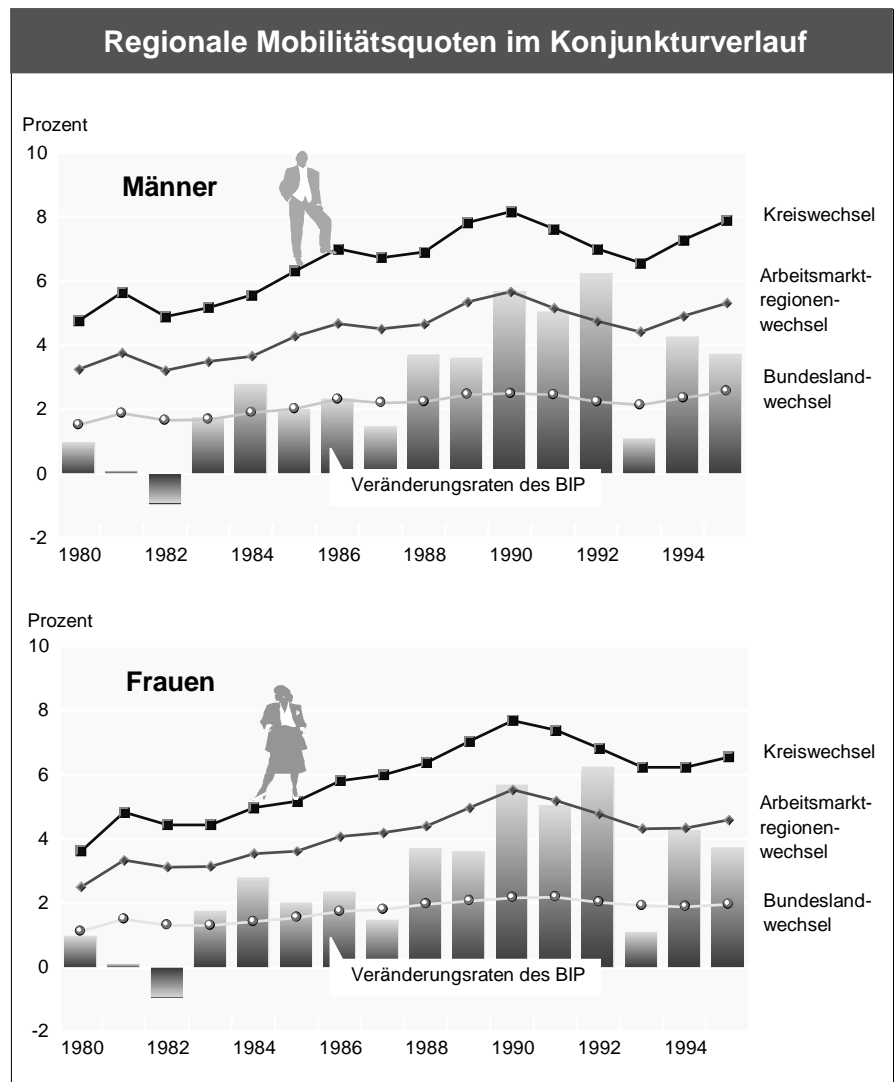 Regionale Mobilitätsquoten im Konjunkturverlauf
Prozent
10
8
6
4
2
0
-2
Männer
Kreiswechsel
Arbeitsmarkt-
regionen-
wechsel
Bundesland-
wechsel
Veränderungsraten des BIP
1980 1982 1984 1986 1988 1990 1992 1994
Prozent
10
8
6
4
2
0
-2
Frauen
Kreiswechsel
Arbeitsmarkt-
regionen-
wechsel
Bundesland-
wechsel
Veränderungsraten des BIP
1980 1982 1984 1986 1988 1990 1992 1994